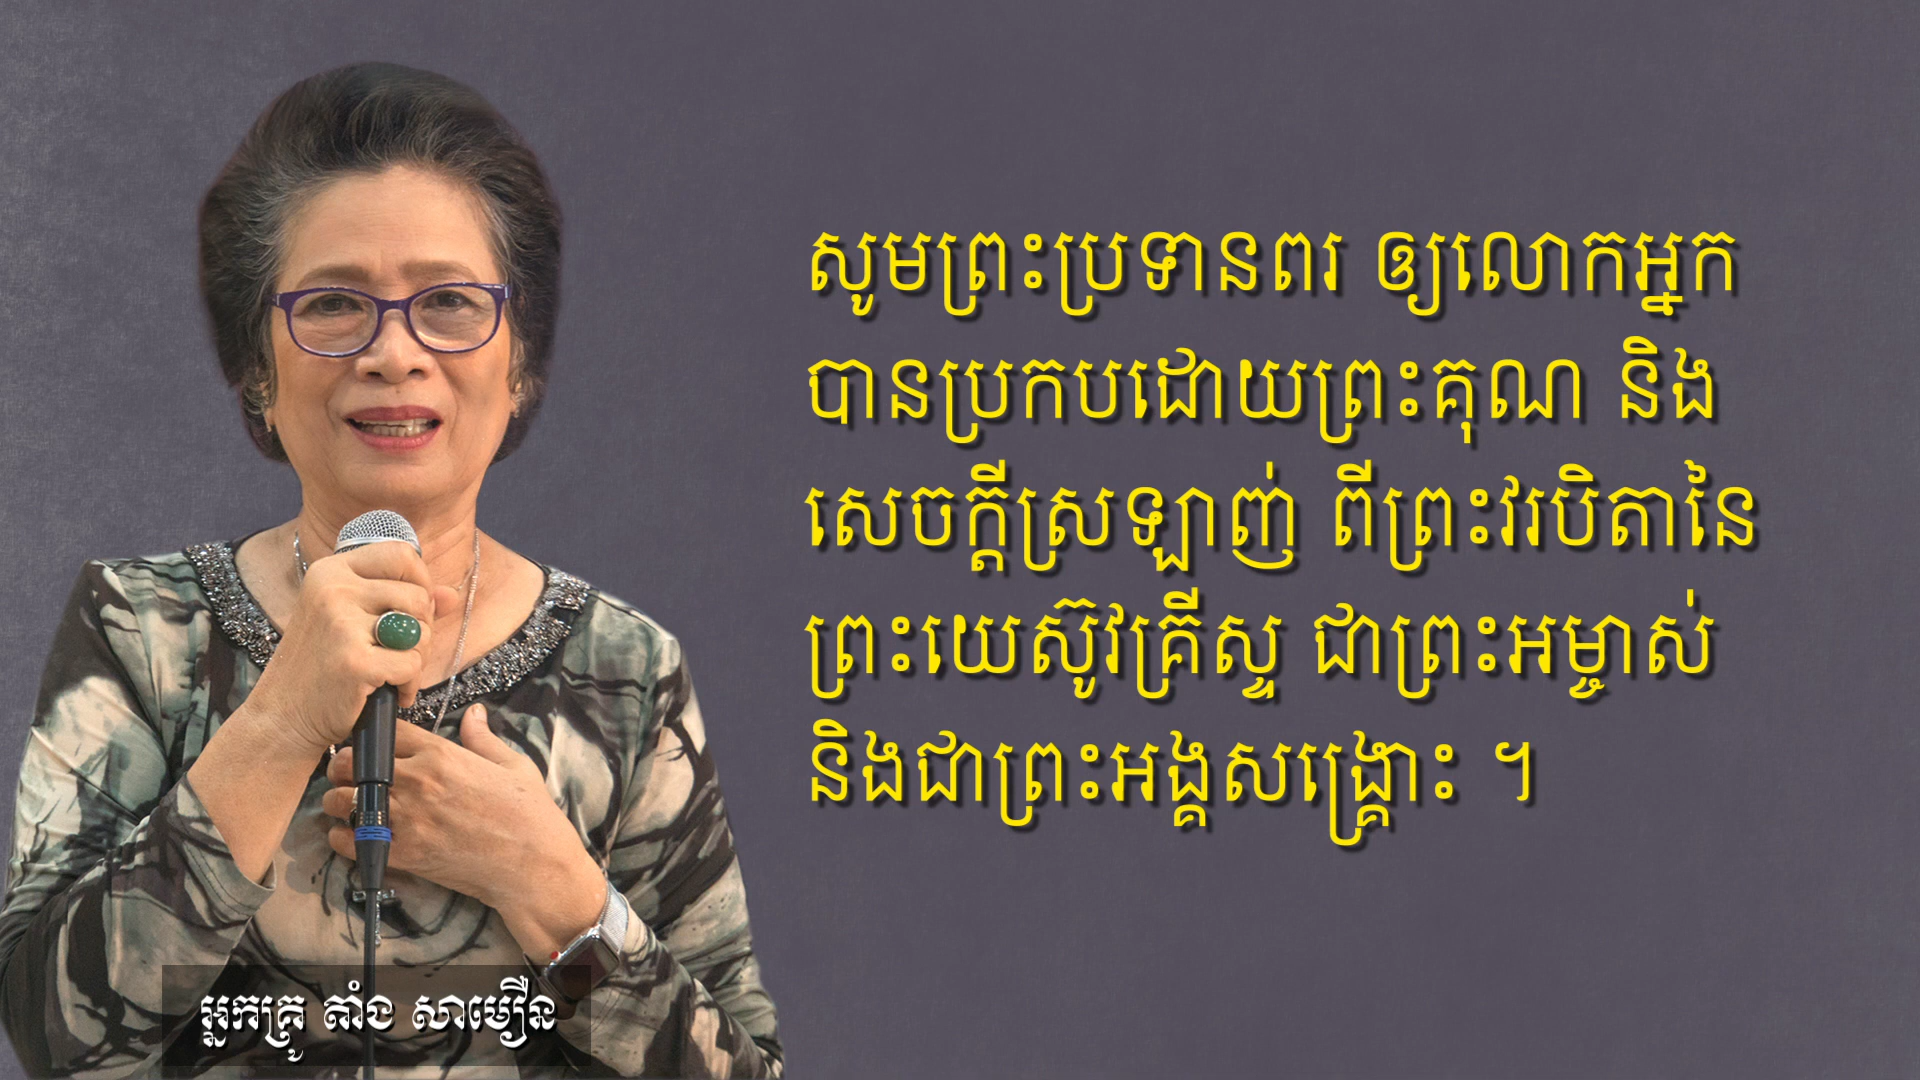 សូមព្រះប្រទានពរ ឲ្យលោកអ្នក
បានប្រកបដោយព្រះគុណ និង
សេចក្ដីស្រឡាញ់ ពីព្រះវរបិតានៃ
ព្រះយេស៊ូវគ្រីស្ទ ជាព្រះអម្ចាស់
និងជាព្រះអង្គសង្គ្រោះ ។
អ្នកគ្រូ តាំង សាមឿន